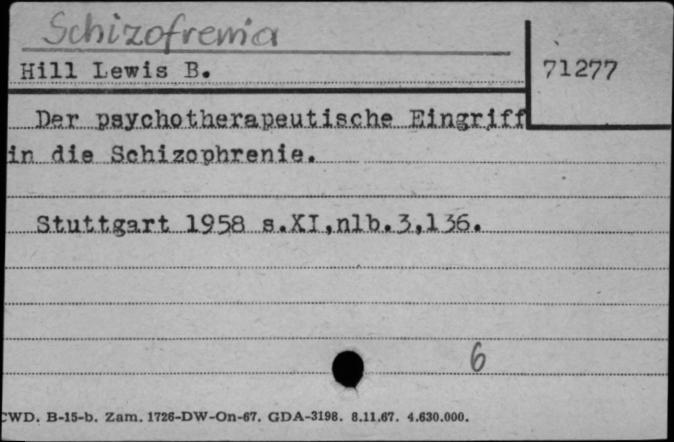 Schizofrenia
Hill Lewis B.
71277
Der psychotherapeutische Eingriff
in die Schizophrenie.
Stuttgart 1958 s.XI,nlb.3,136.
6
CWD. B-15-b. Zam. 1726-DW-On-67. GDA-3198. 8.11.67. 4.630.000.